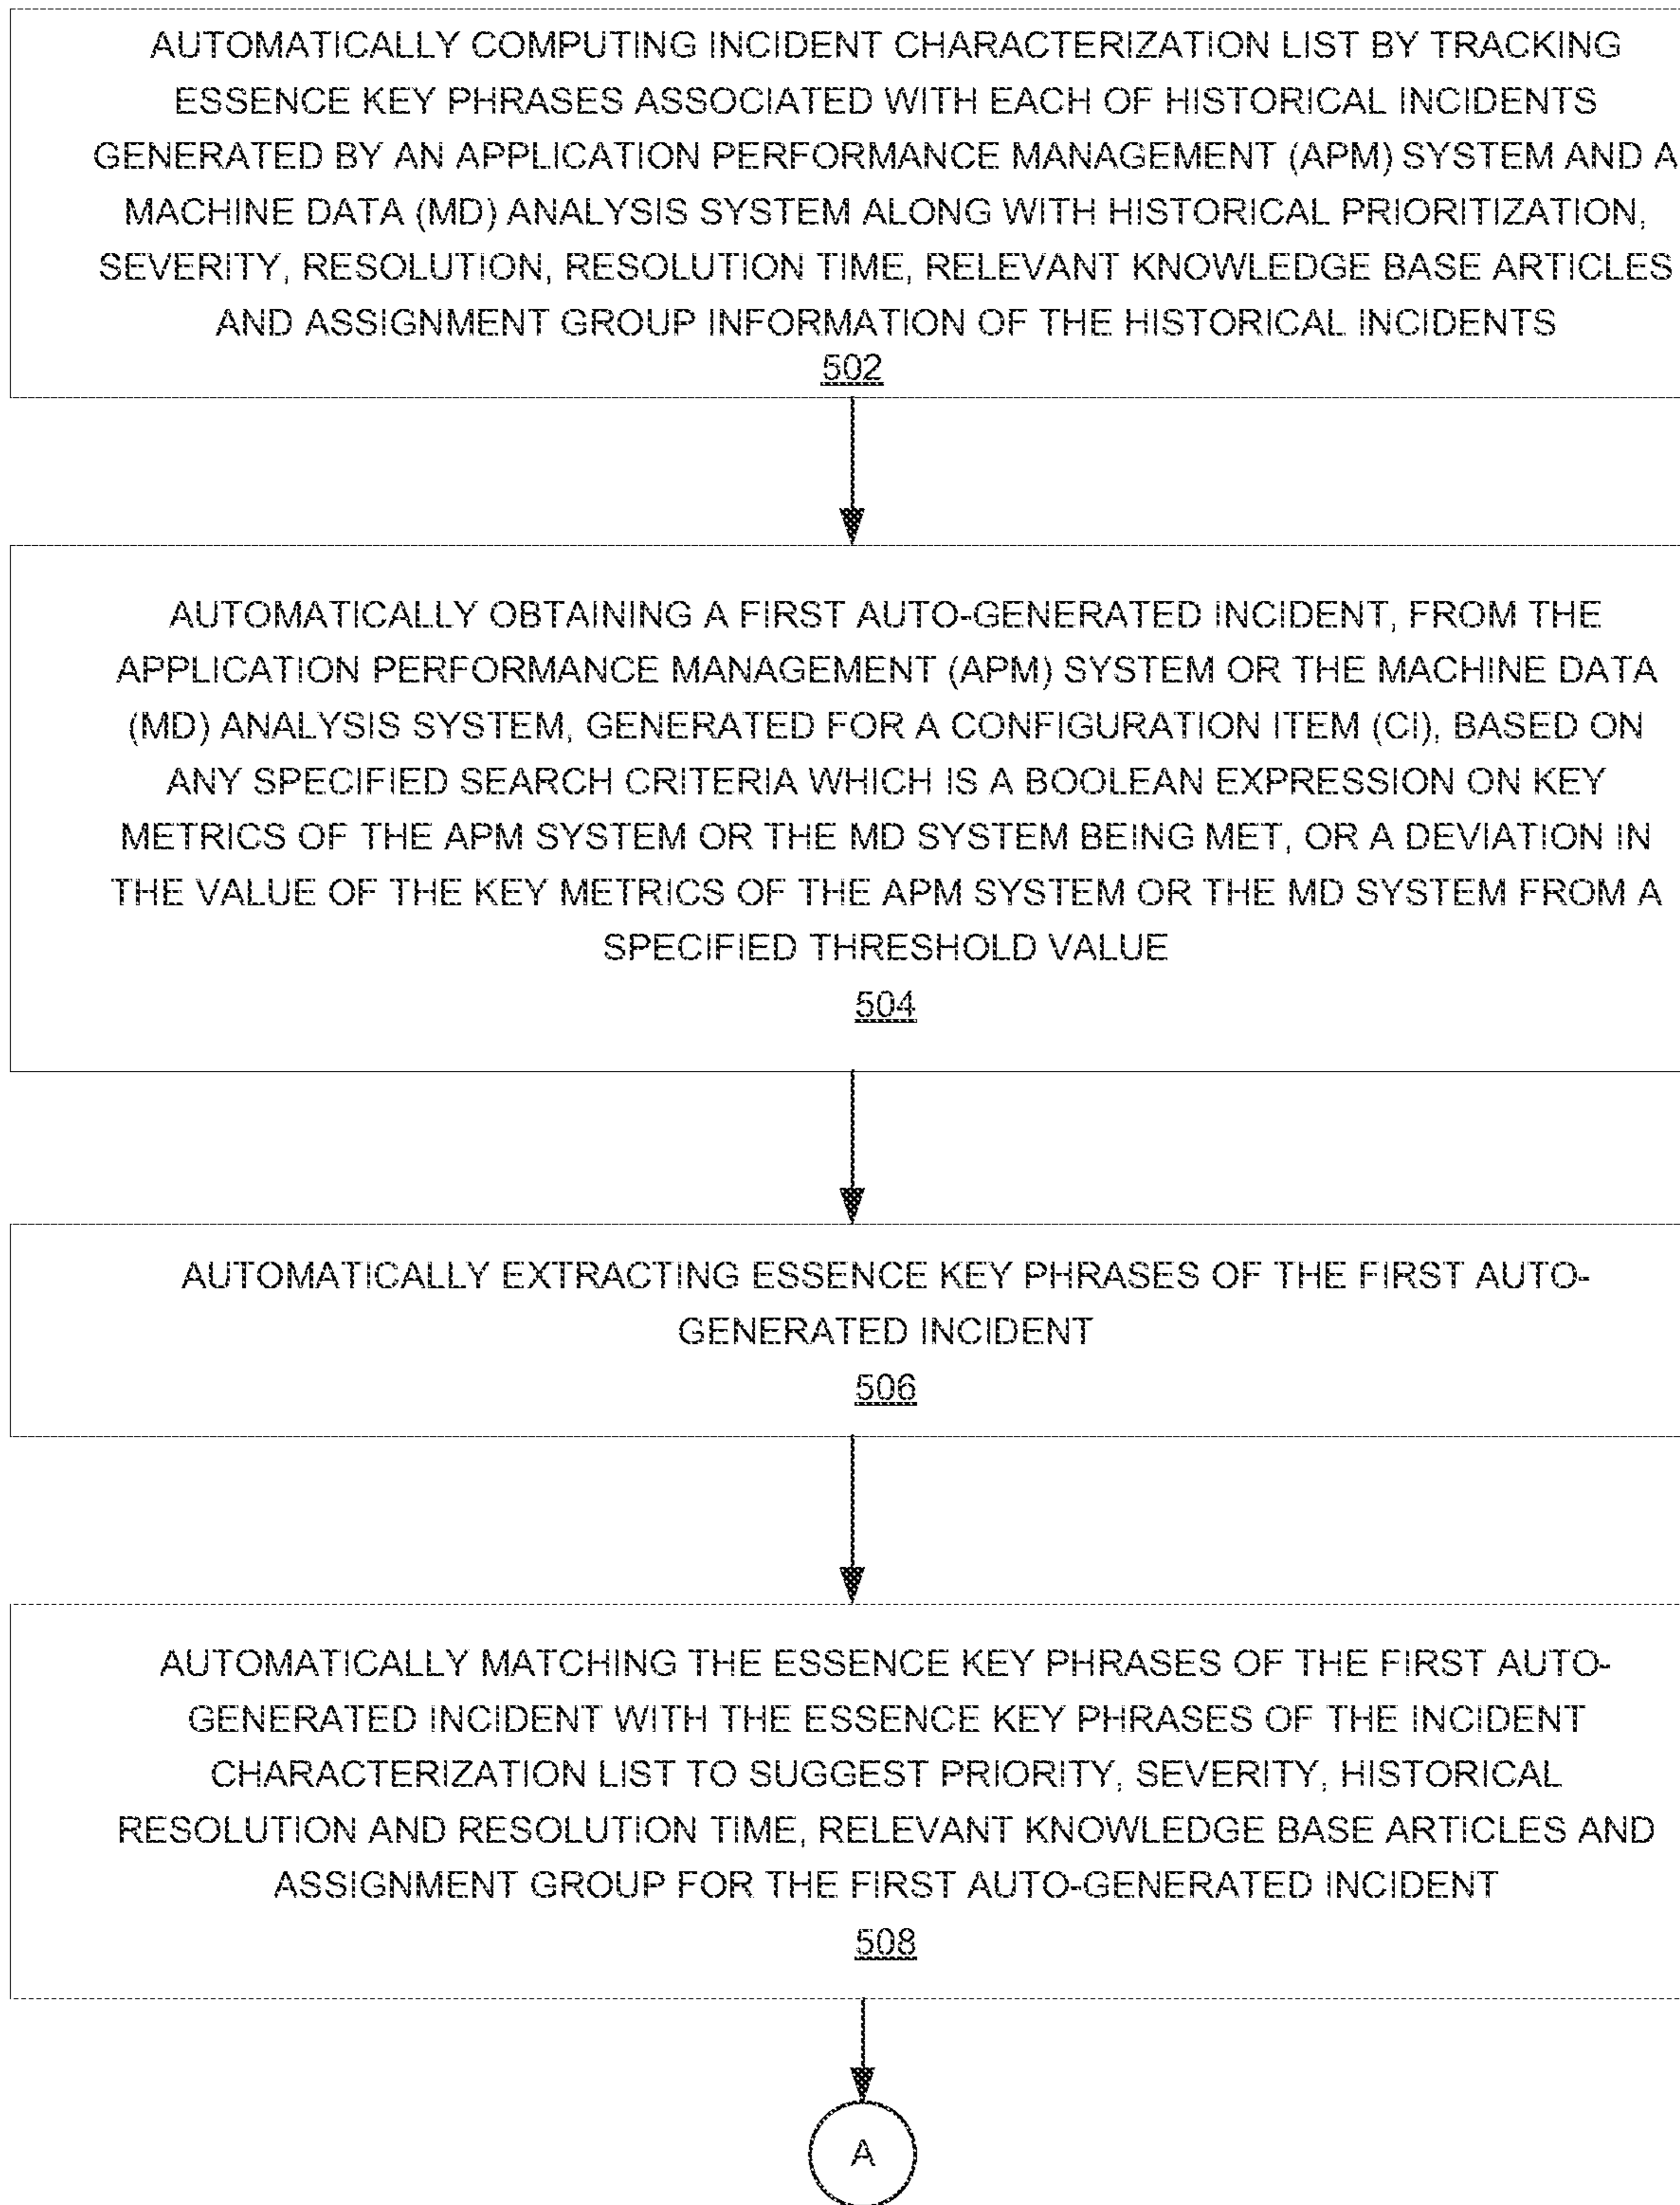 AUTOMATICALLY COMPUTING INCIDENT CHARACTERIZATION LIST BY TRACKING
ESSENCE KEY PHRASES ASSOCIATED WITH EACH OF HISTORICAL INCIDENTS
GENERATED BY AN APPLICATION PERFORMANCE MANAGEMENT (APM) SYSTEM AND A
MACHINE DATA (MD) ANALYSIS SYSTEM ALONG WITH HISTORICAL PRIORITIZATION,
SEVERITY, RESOLUTION, RESOLUTION TIME, RELEVANT KNOWLEDGE BASE ARTICLES
AND ASSIGNMENT GROUP INFORMATION OF THE HISTORICAL INCIDENTS
502
AUTOMATICALLY OBTAINING A FIRST AUTO-GENERATED INCIDENT, FROM THE
APPLICATION PERFORMANCE MANAGEMENT (APM) SYSTEM OR THE MACHINE DATA
(MD) ANALYSIS SYSTEM, GENERATED FOR A CONFIGURATION ITEM (CI), BASED ON
ANY SPECIFIED SEARCH CRITERIA WHICH IS A BOOLEAN EXPRESSION ON KEY
METRICS OF THE APM SYSTEM OR THE MD SYSTEM BEING MET, OR A DEVIATION IN
THE VALUE OF THE KEY METRICS OF THE APM SYSTEM OR THE MD SYSTEM FROM A
SPECIFIED THRESHOLD VALUE
504
AUTOMATICALLY EXTRACTING ESSENCE KEY PHRASES OF THE FIRST AUTO-
GENERATED INCIDENT
506
AUTOMATICALLY MATCHING THE ESSENCE KEY PHRASES OF THE FIRST AUTO-
GENERATED INCIDENT WITH THE ESSENCE KEY PHRASES OF THE INCIDENT
CHARACTERIZATION LIST TO SUGGEST PRIORITY, SEVERITY, HISTORICAL
RESOLUTION AND RESOLUTION TIME, RELEVANT KNOWLEDGE BASE ARTICLES AND
ASSIGNMENT GROUP FOR THE FIRST AUTO-GENERATED INCIDENT
508
A